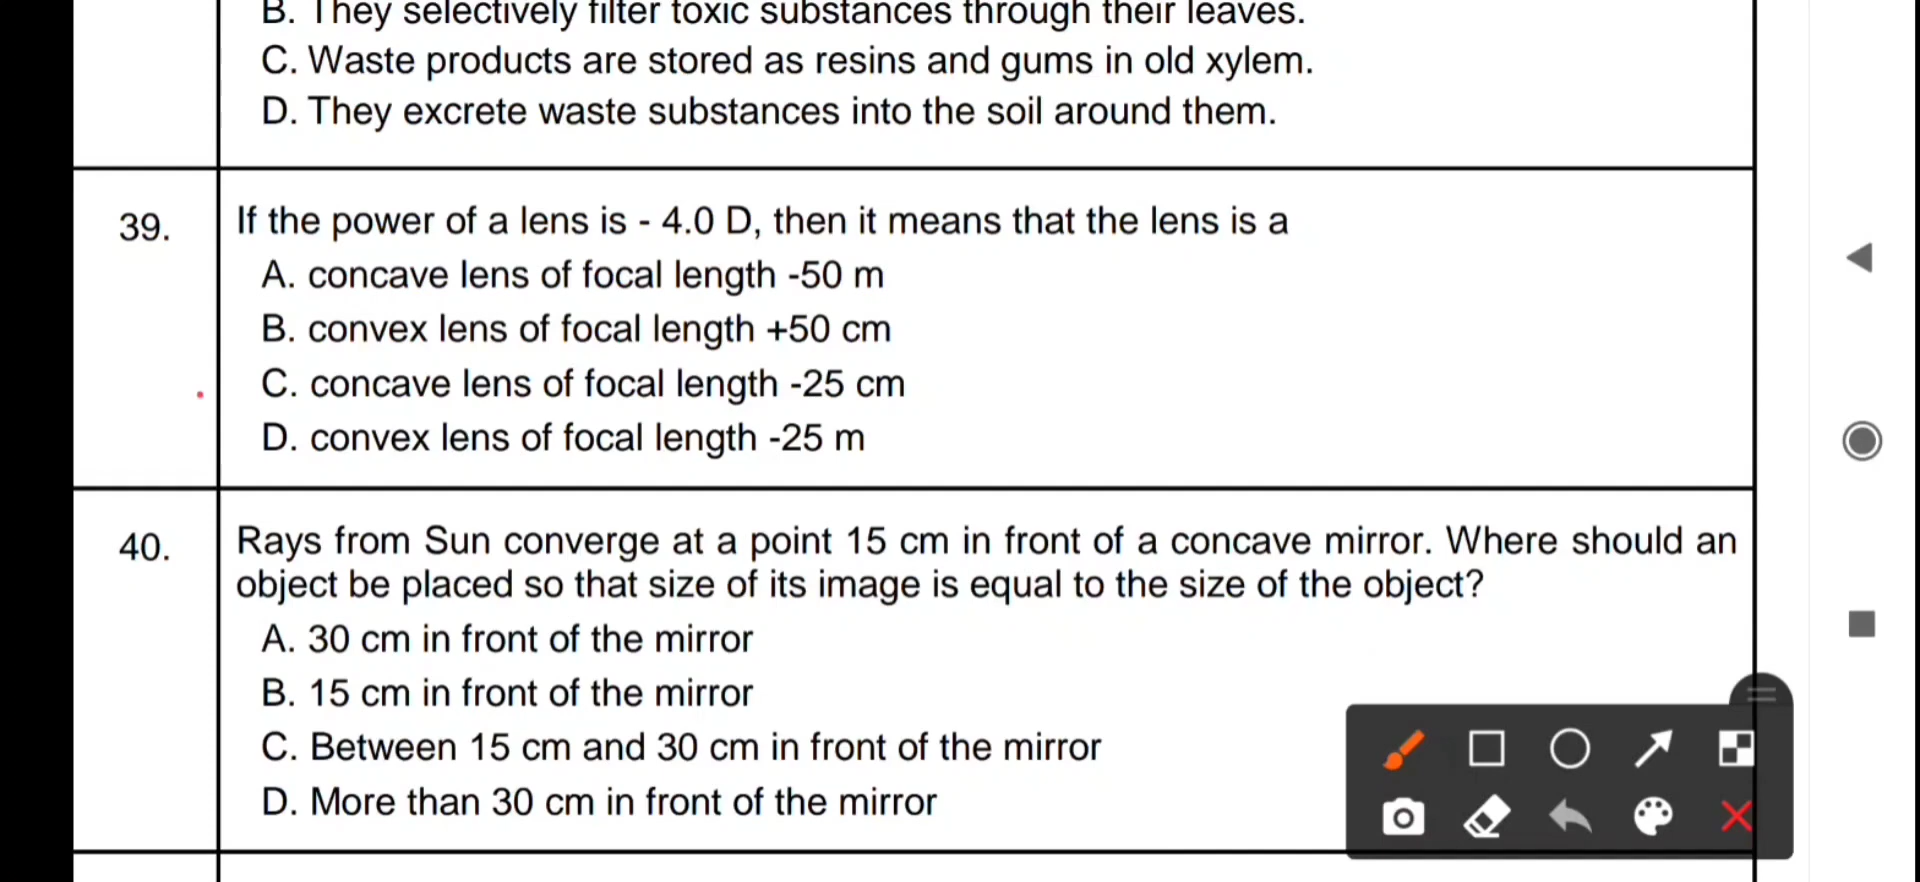 B. They selectively filter toxic substances through their leaves.
C. Waste products are stored as resins and gums in old xylem.
D. They excrete waste substances into the soil around them.
39.
If the power of a lens is - 4.0 D, then it means that the lens is a
A. concave lens of focal length -50 m
B. convex lens of focal length +50 cm
C. concave lens of focal length -25 cm
D. convex lens of focal length -25 m
40.
Rays from Sun converge at a point 15 cm in front of a concave mirror. Where should an
object be placed so that size of its image is equal to the size of the object?
A. 30 cm in front of the mirror
B. 15 cm in front of the mirror
C. Between 15 cm and 30 cm in front of the mirror
D. More than 30 cm in front of the mirror